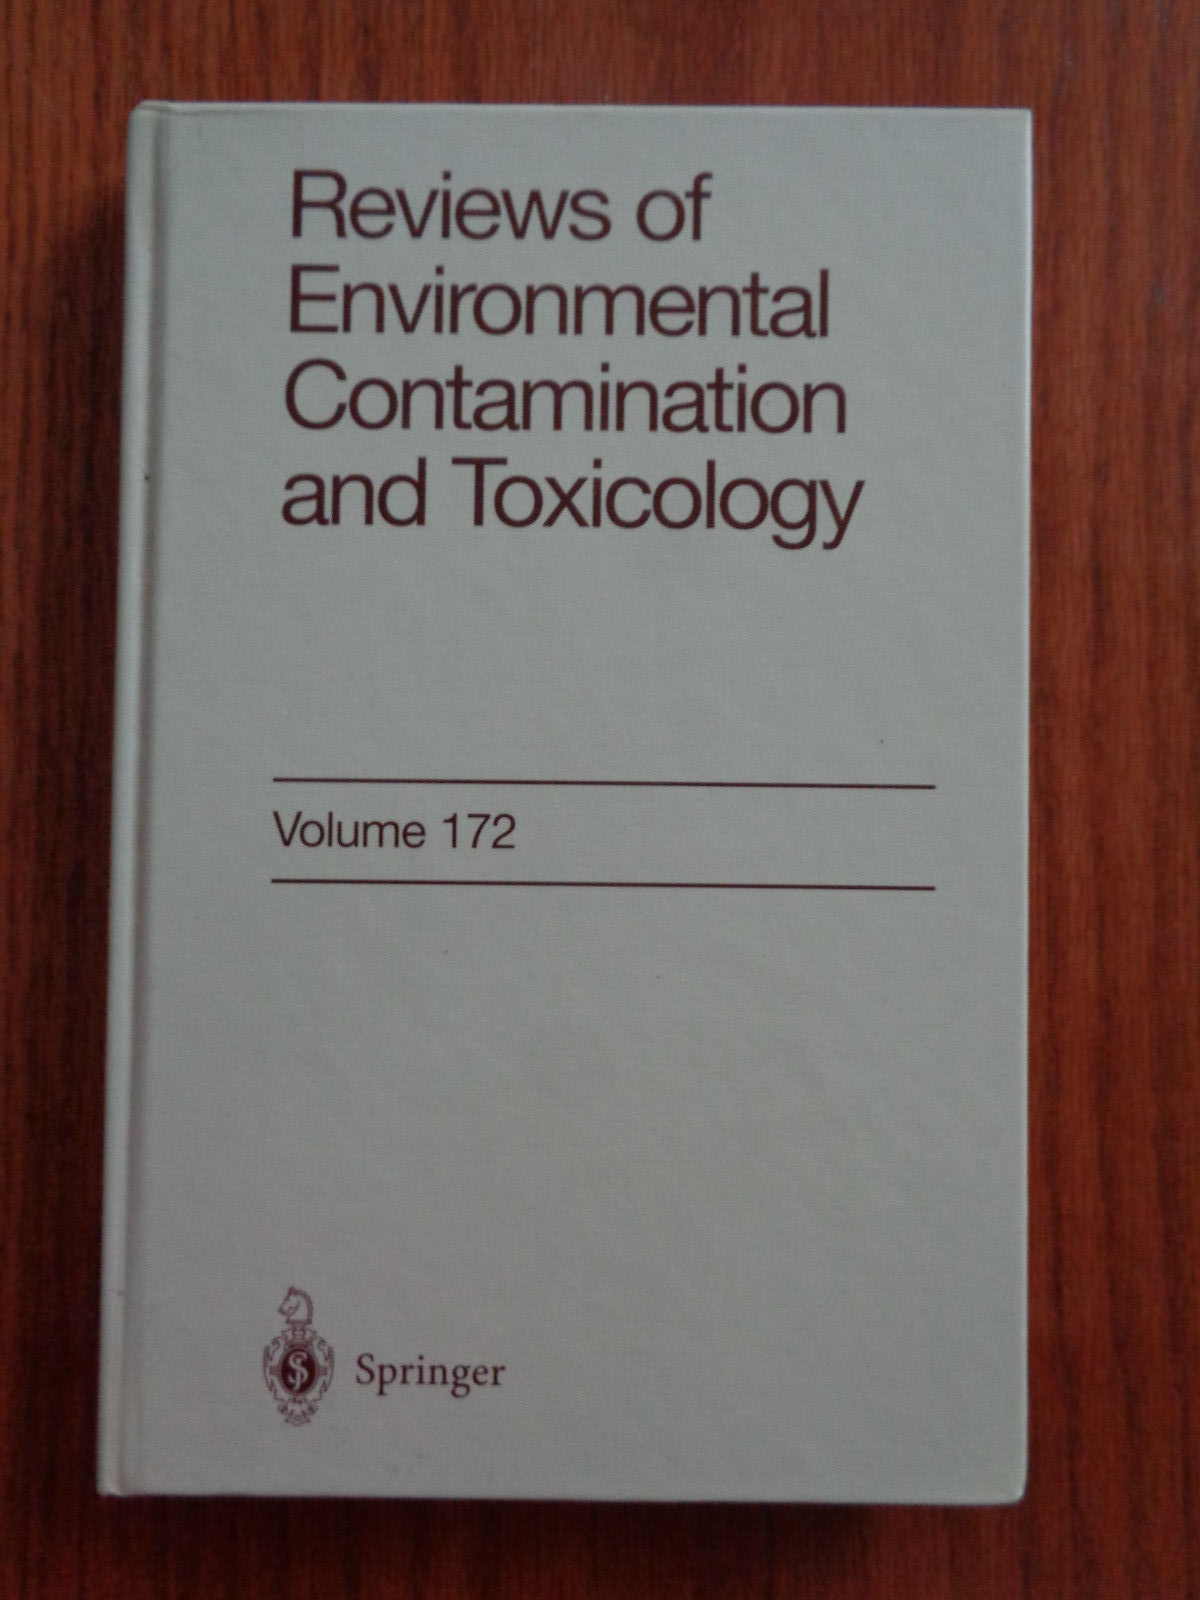 Reviews of
Environmental
Contamination
and Toxicology
Volume 172
Springer